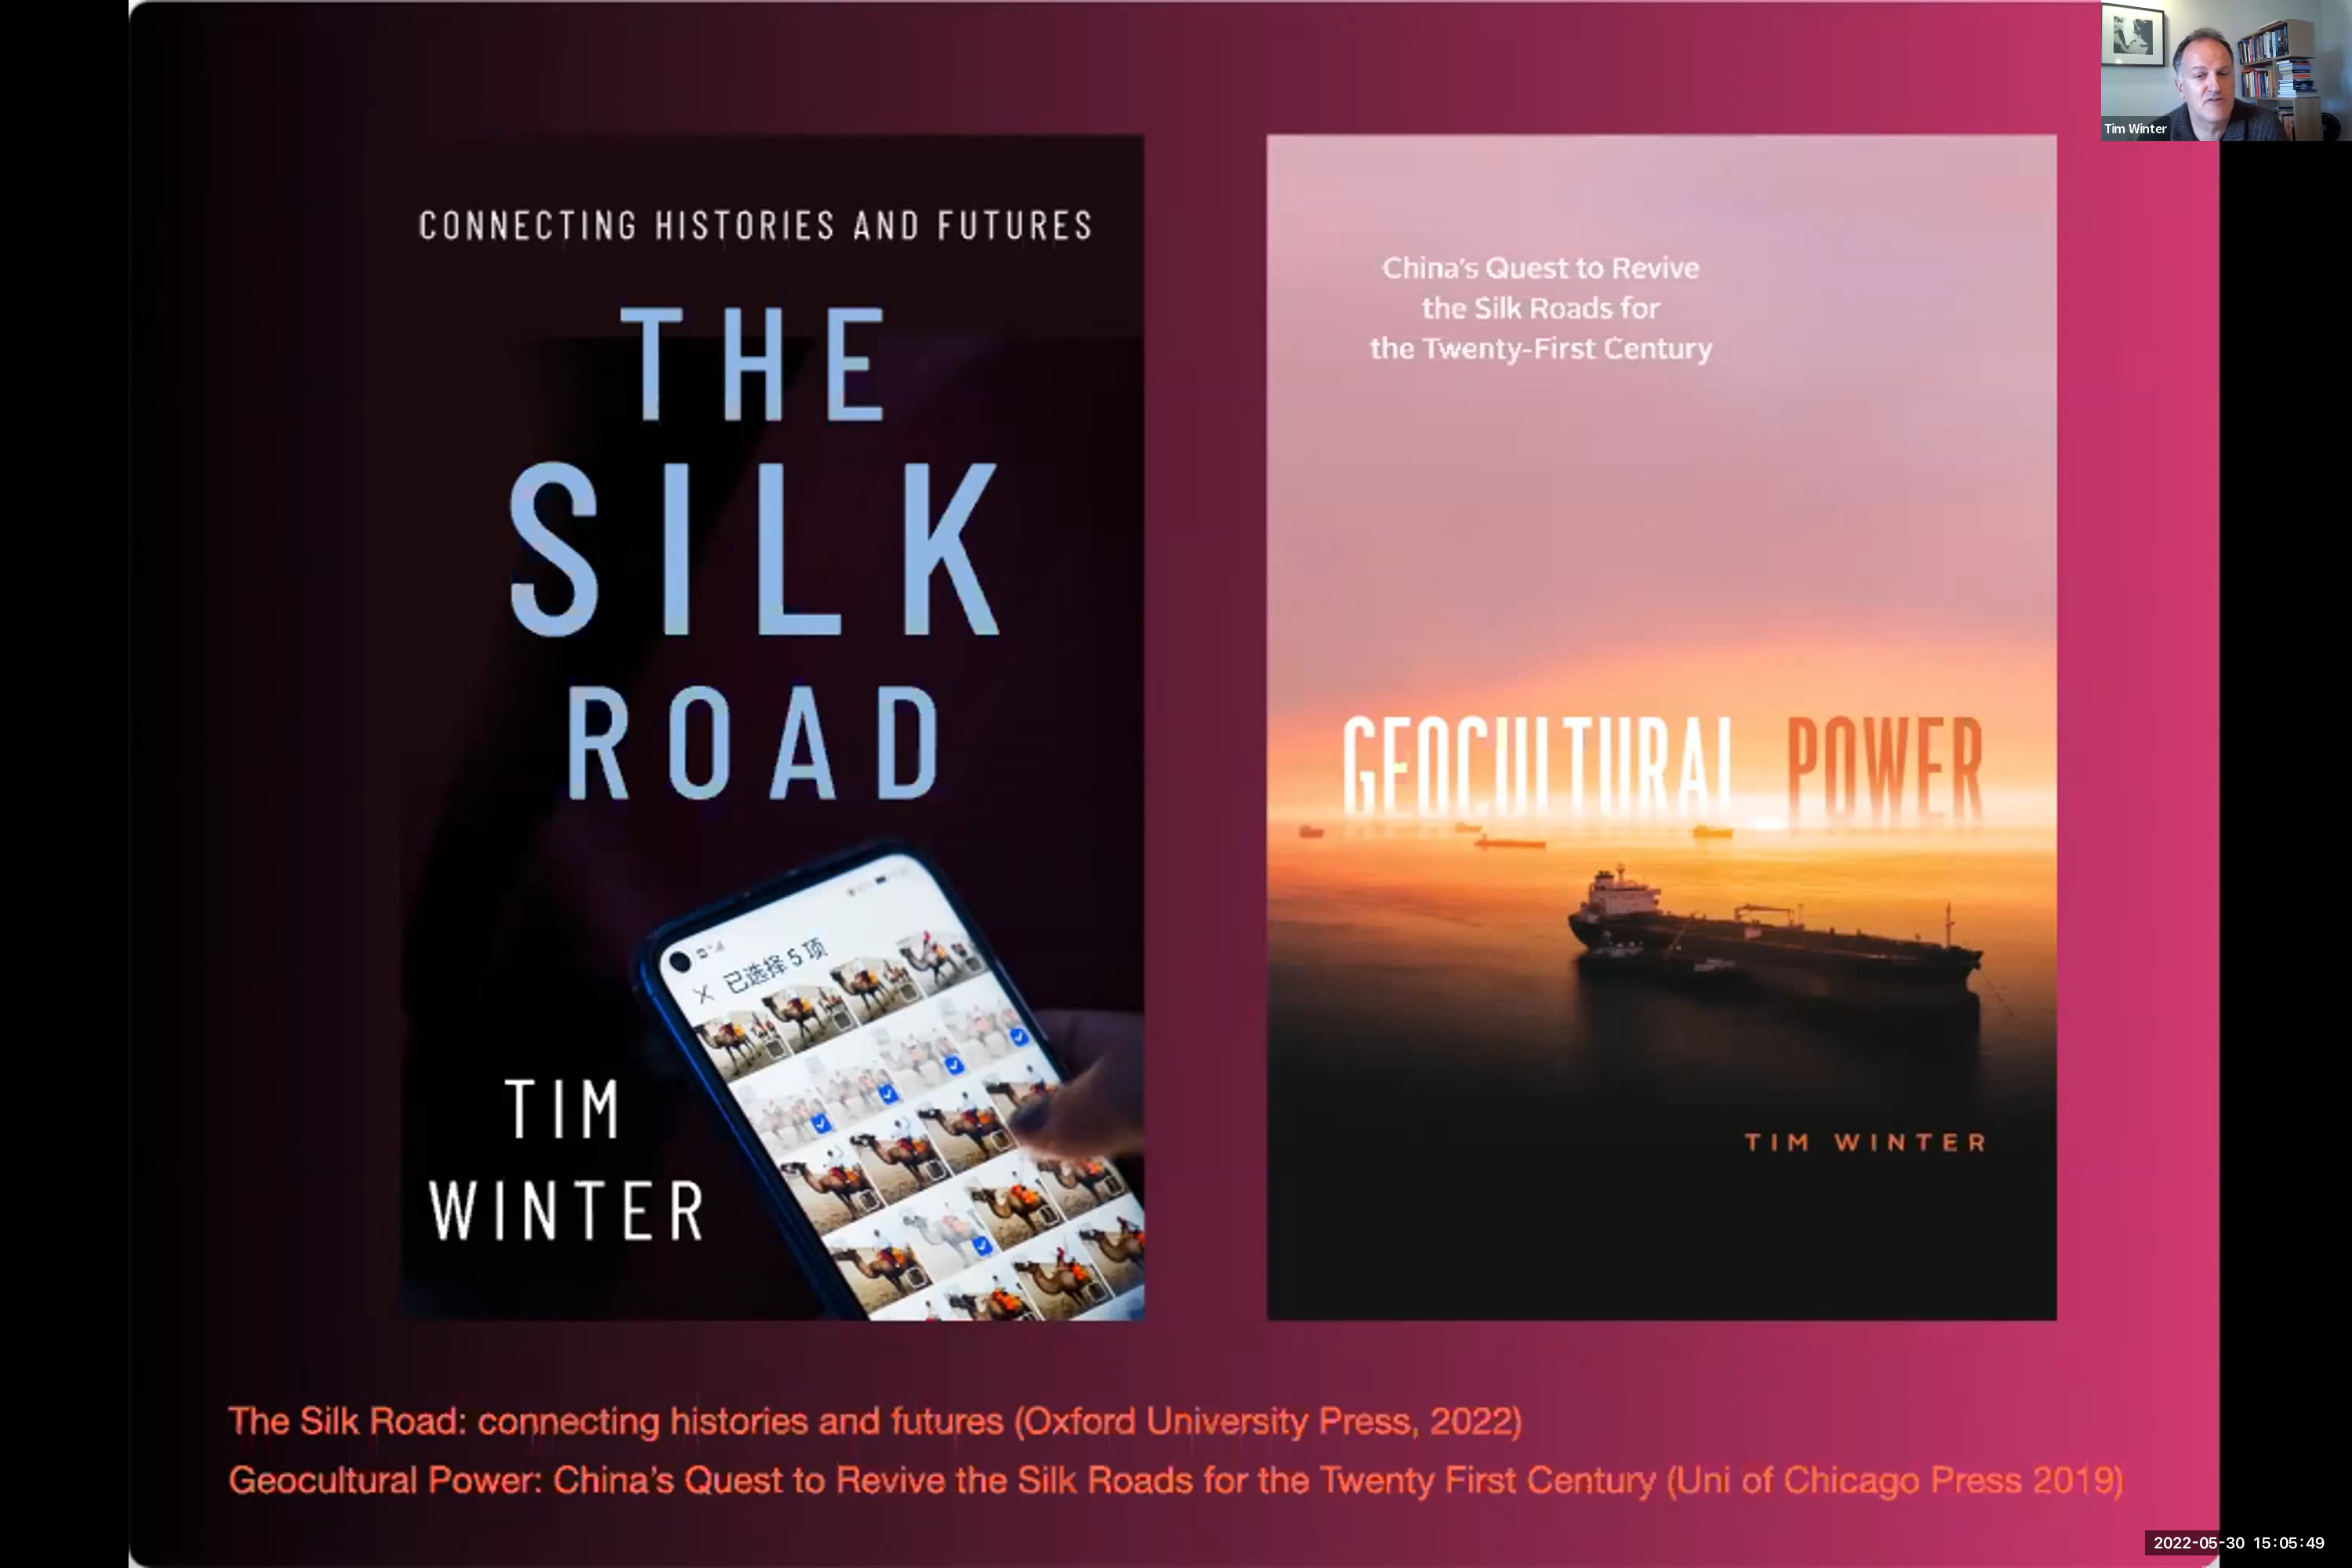 Tim Winter
CONNECTING HISTORIES AND FUTURES
THE
SILK
ROAD
已选择 5 项
TIM
WINTER
China's Quest to Revive
the Silk Roads for
the Twenty-First Century
GEOCULTURAL POWER
TIM WINTER
The Silk Road: connecting histories and futures (Oxford University Press, 2022)
Geocultural Power: China's Quest to Revive the Silk Roads for the Twenty First Century (Uni of Chicago Press 2019)
2022-05-30 15:05:49